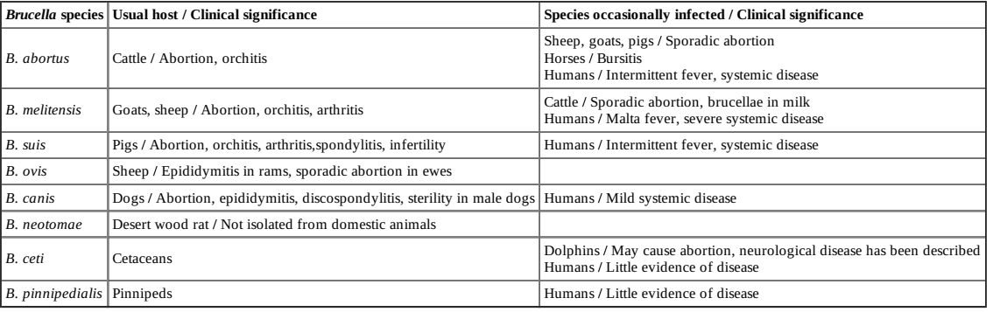 Brucella species Usual host / Clinical significance Species occasionally infected / Clinical significance
B. abortus Cattle / Abortion, orchitis Sheep, goats, pigs / Sporadic abortion
Horses / Bursitis
Humans / Intermittent fever, systemic disease
B. melitensis Goats, sheep / Abortion, orchitis, arthritis Cattle / Sporadic abortion, brucellae in milk
Humans / Malta fever, severe systemic disease
B. suis Pigs / Abortion, orchitis, arthritis,spondylitis, infertility Humans / Intermittent fever, systemic disease
B. ovis Sheep / Epididymitis in rams, sporadic abortion in ewes
B. canis Dogs / Abortion, epididymitis, discospondylitis, sterility in male dogs Humans / Mild systemic disease
B. neotomae Desert wood rat / Not isolated from domestic animals
B. ceti Cetaceans Dolphins / May cause abortion, neurological disease has been described
Humans / Little evidence of disease
B. pinnipedialis Pinnipeds Humans / Little evidence of disease